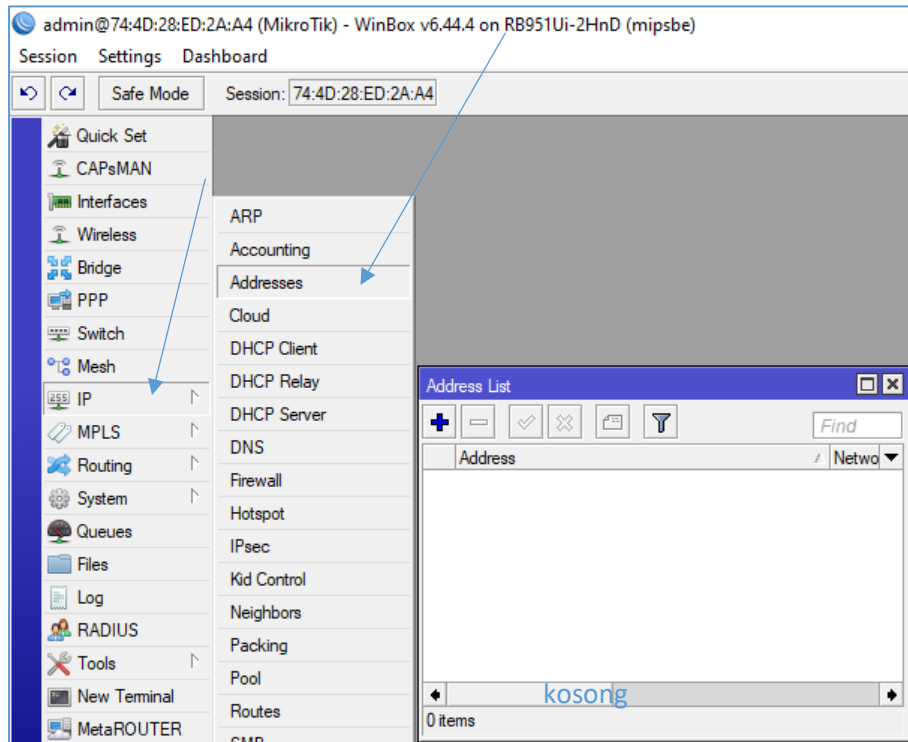 admin@74:4D:28:ED:2A:A4 (MikroTik) - WinBox v6.44.4 on RB951Ui-2HnD (mipsbe)
Session Settings Dashboard
Safe Mode Session: 74:4D:28:ED:2A:A4
Quick Set
CAPsMAN
Interfaces
Wireless
Bridge
PPP
Switch
Mesh
255 IP
MPLS
Routing
System
Queues
Files
Log
RADIUS
Tools
New Terminal
MetaROUTER
ARP
Accounting
Addresses
Cloud
DHCP Client
DHCP Relay
DHCP Server
DNS
Firewall
Hotspot
IPsec
Kid Control
Neighbors
Packing
Pool
Routes
SMB
Address List
Find
Address / Netwo
kosong
0 items